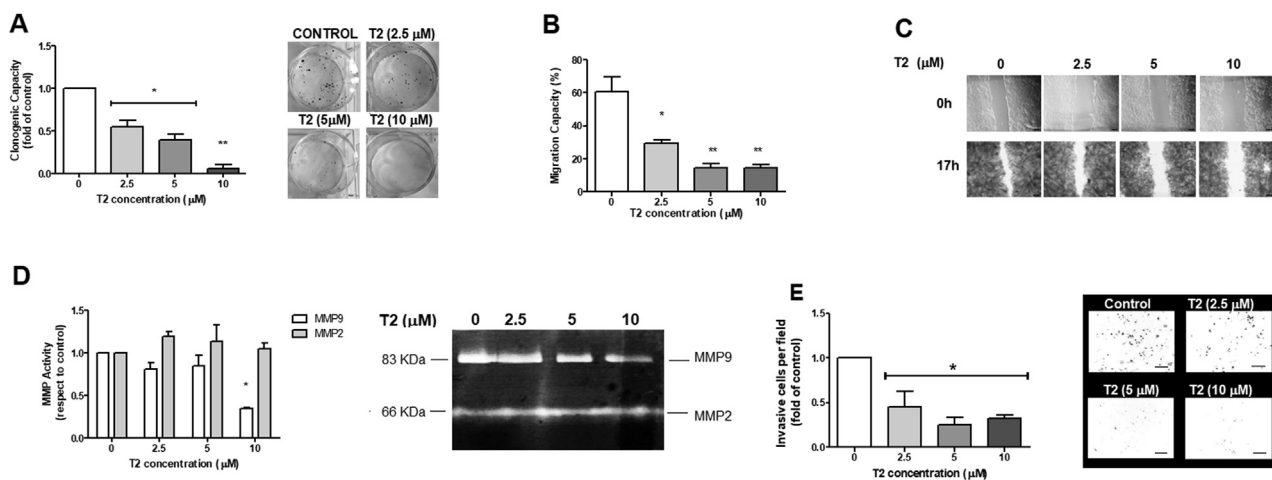 A
Clonogenic Capacity
(fold of control)
1.5
1.0
0.5
0.0
*
**
0 2.5 5 10
T2 concentration ( μM)
CONTROL T2 (2.5 μM)
T2 (5μM) T2 (10 μM)
B
Migration Capacity (%)
80
60
40
20
0
*
** **
0 2.5 5 10
T2 concentration ( μM)
C
T2 (μM) 0 2.5 5 10
0h
17h
D
MMP Activity
(respect to control)
1.5
1.0
0.5
0.0
*
0 2.5 5 10
T2 concentration ( μM)
MMP9
MMP2
T2 (μM) 0 2.5 5 10
83 KDa MMP9
66 KDa MMP2
E
Invasive cells per field
(fold of control)
1.5
1.0
0.5
0.0
*
0 2.5 5 10
T2 concentration ( μM)
Control T2 (2.5 μM)
T2 (5 μM) T2 (10 μM)